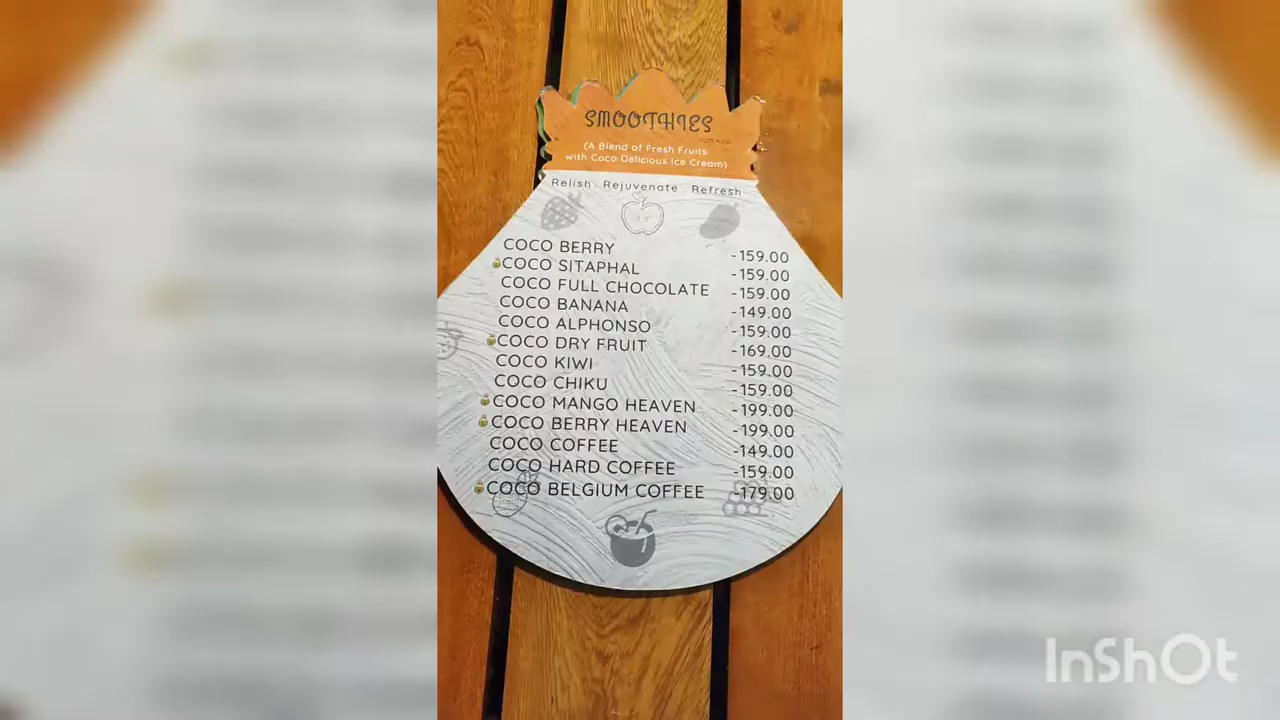 SMOOTHIES
(A Blend of Fresh Fruits
with Coco Delicious Ice Cream)
Relish . Rejuvenate . Refresh
COCO BERRY -159.00
COCO SITAPHAL -159.00
COCO FULL CHOCOLATE -159.00
COCO BANANA -149.00
COCO ALPHONSO -159.00
COCO DRY FRUIT -169.00
COCO KIWI -159.00
COCO CHIKU -159.00
COCO MANGO HEAVEN -199.00
COCO BERRY HEAVEN -199.00
COCO COFFEE -149.00
COCO HARD COFFEE -159.00
COCO BELGIUM COFFEE -179.00
InShOt